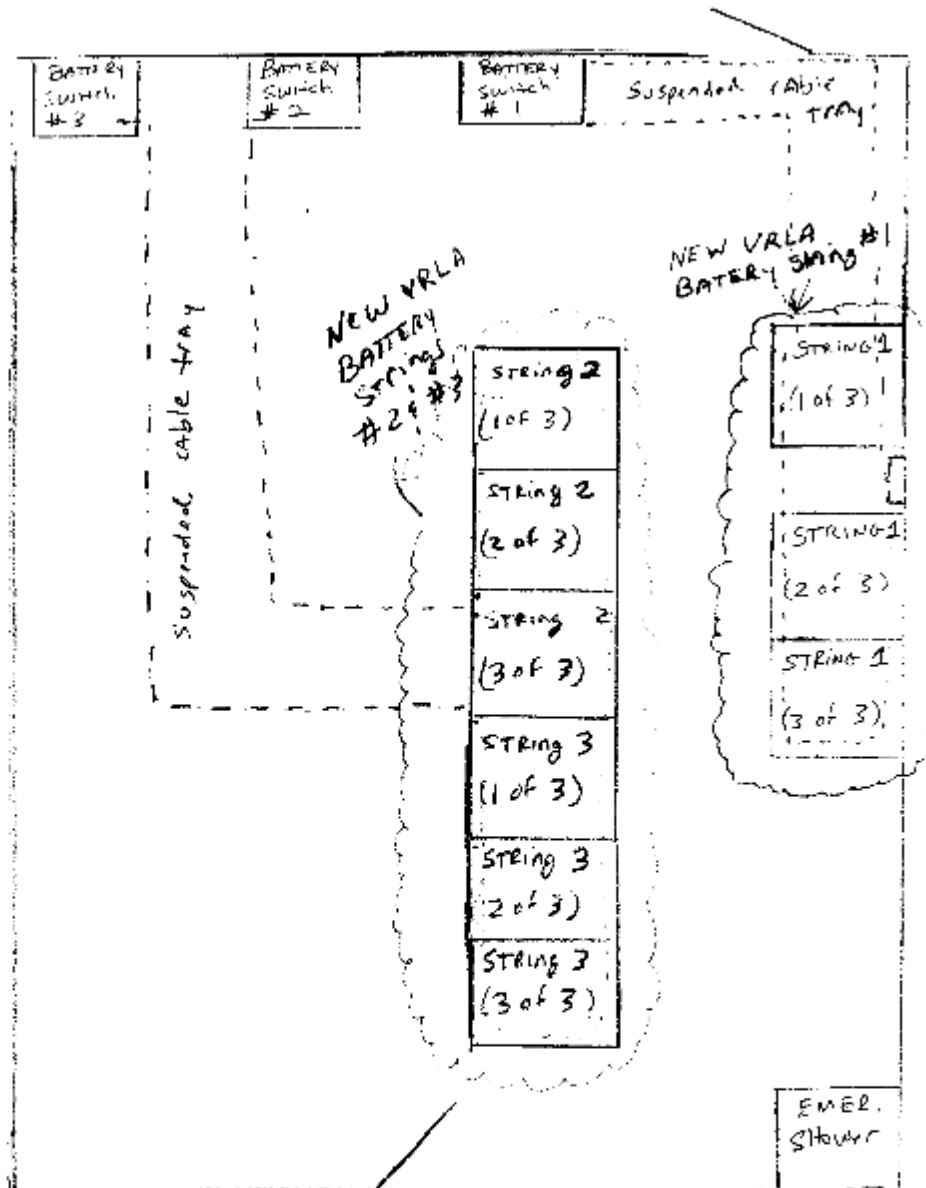 BATTERY
Switch
# 3
BATTERY
Switch
# 2
BATTERY
Switch
# 1
Suspended cable
tray
NEW VRLA
BATERY String #1
NEW VRLA
BATTERY
Strings
#2 & #3
Suspnded cable tray
STRING 1
(1 of 3)
STRING 1
(2 of 3)
STRING 1
(3 of 3)
STRing 2
(1 of 3)
STRing 2
(2 of 3)
STRing 2
(3 of 3)
STRing 3
(1 of 3)
STRing 3
2 of 3)
STRing 3
(3 of 3)
EMER.
SHower